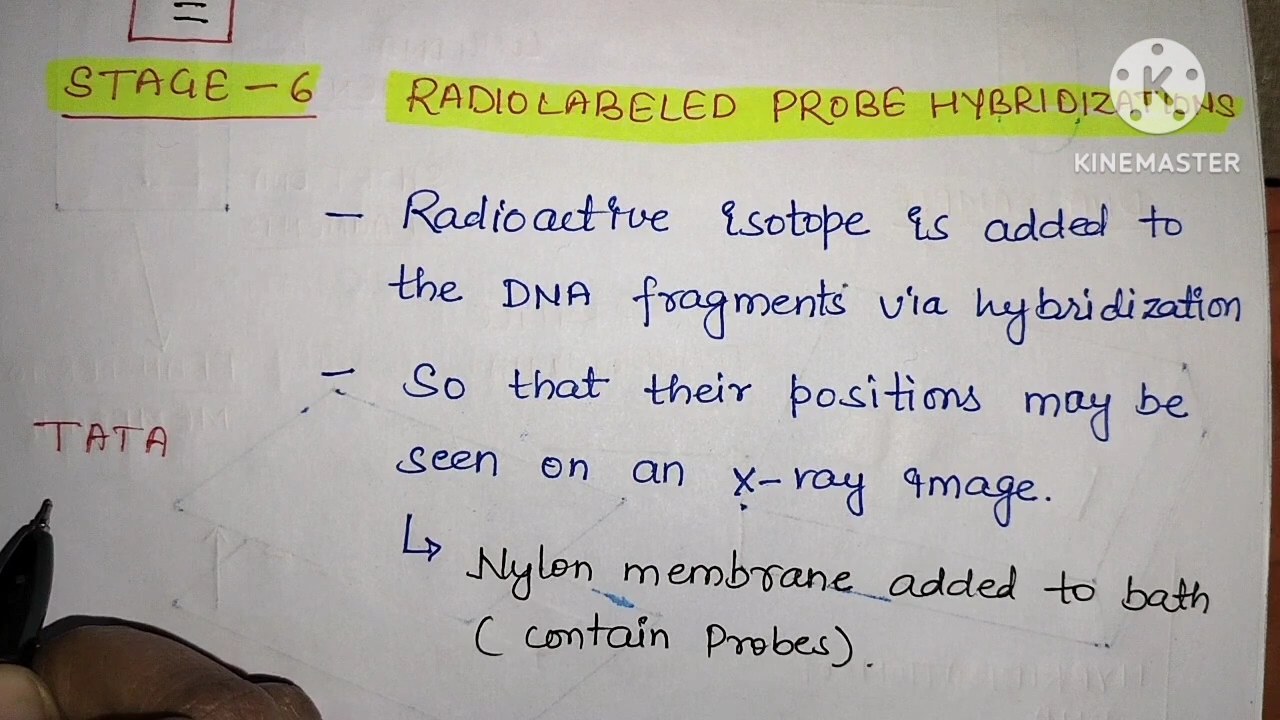 =
STAGE - 6 RADIOLABELED PROBE HYBRIDIZATIONS
KINEMASTER
- Radioactive isotope is added to
the DNA fragments via hybridization
- So that their positions may be
seen on an x-ray image.
TATA
↳ Nylon membrane added to bath
( contain Probes).